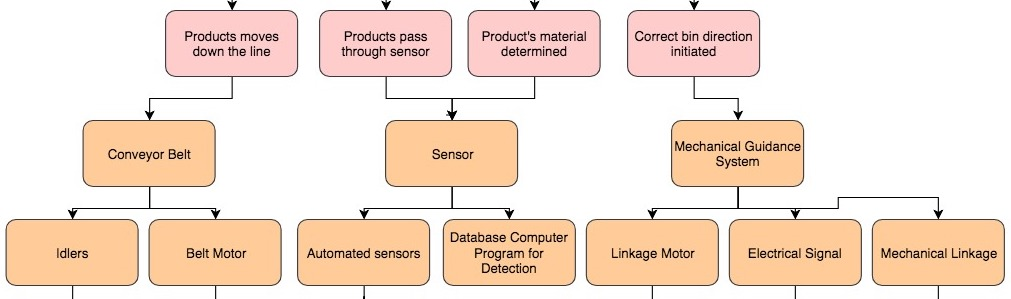 Products moves
down the line
Products pass
through sensor
Product's material
determined
Correct bin direction
initiated
Conveyor Belt
Sensor
Mechanical Guidance
System
Idlers
Belt Motor
Automated sensors
Database Computer
Program for
Detection
Linkage Motor
Electrical Signal
Mechanical Linkage